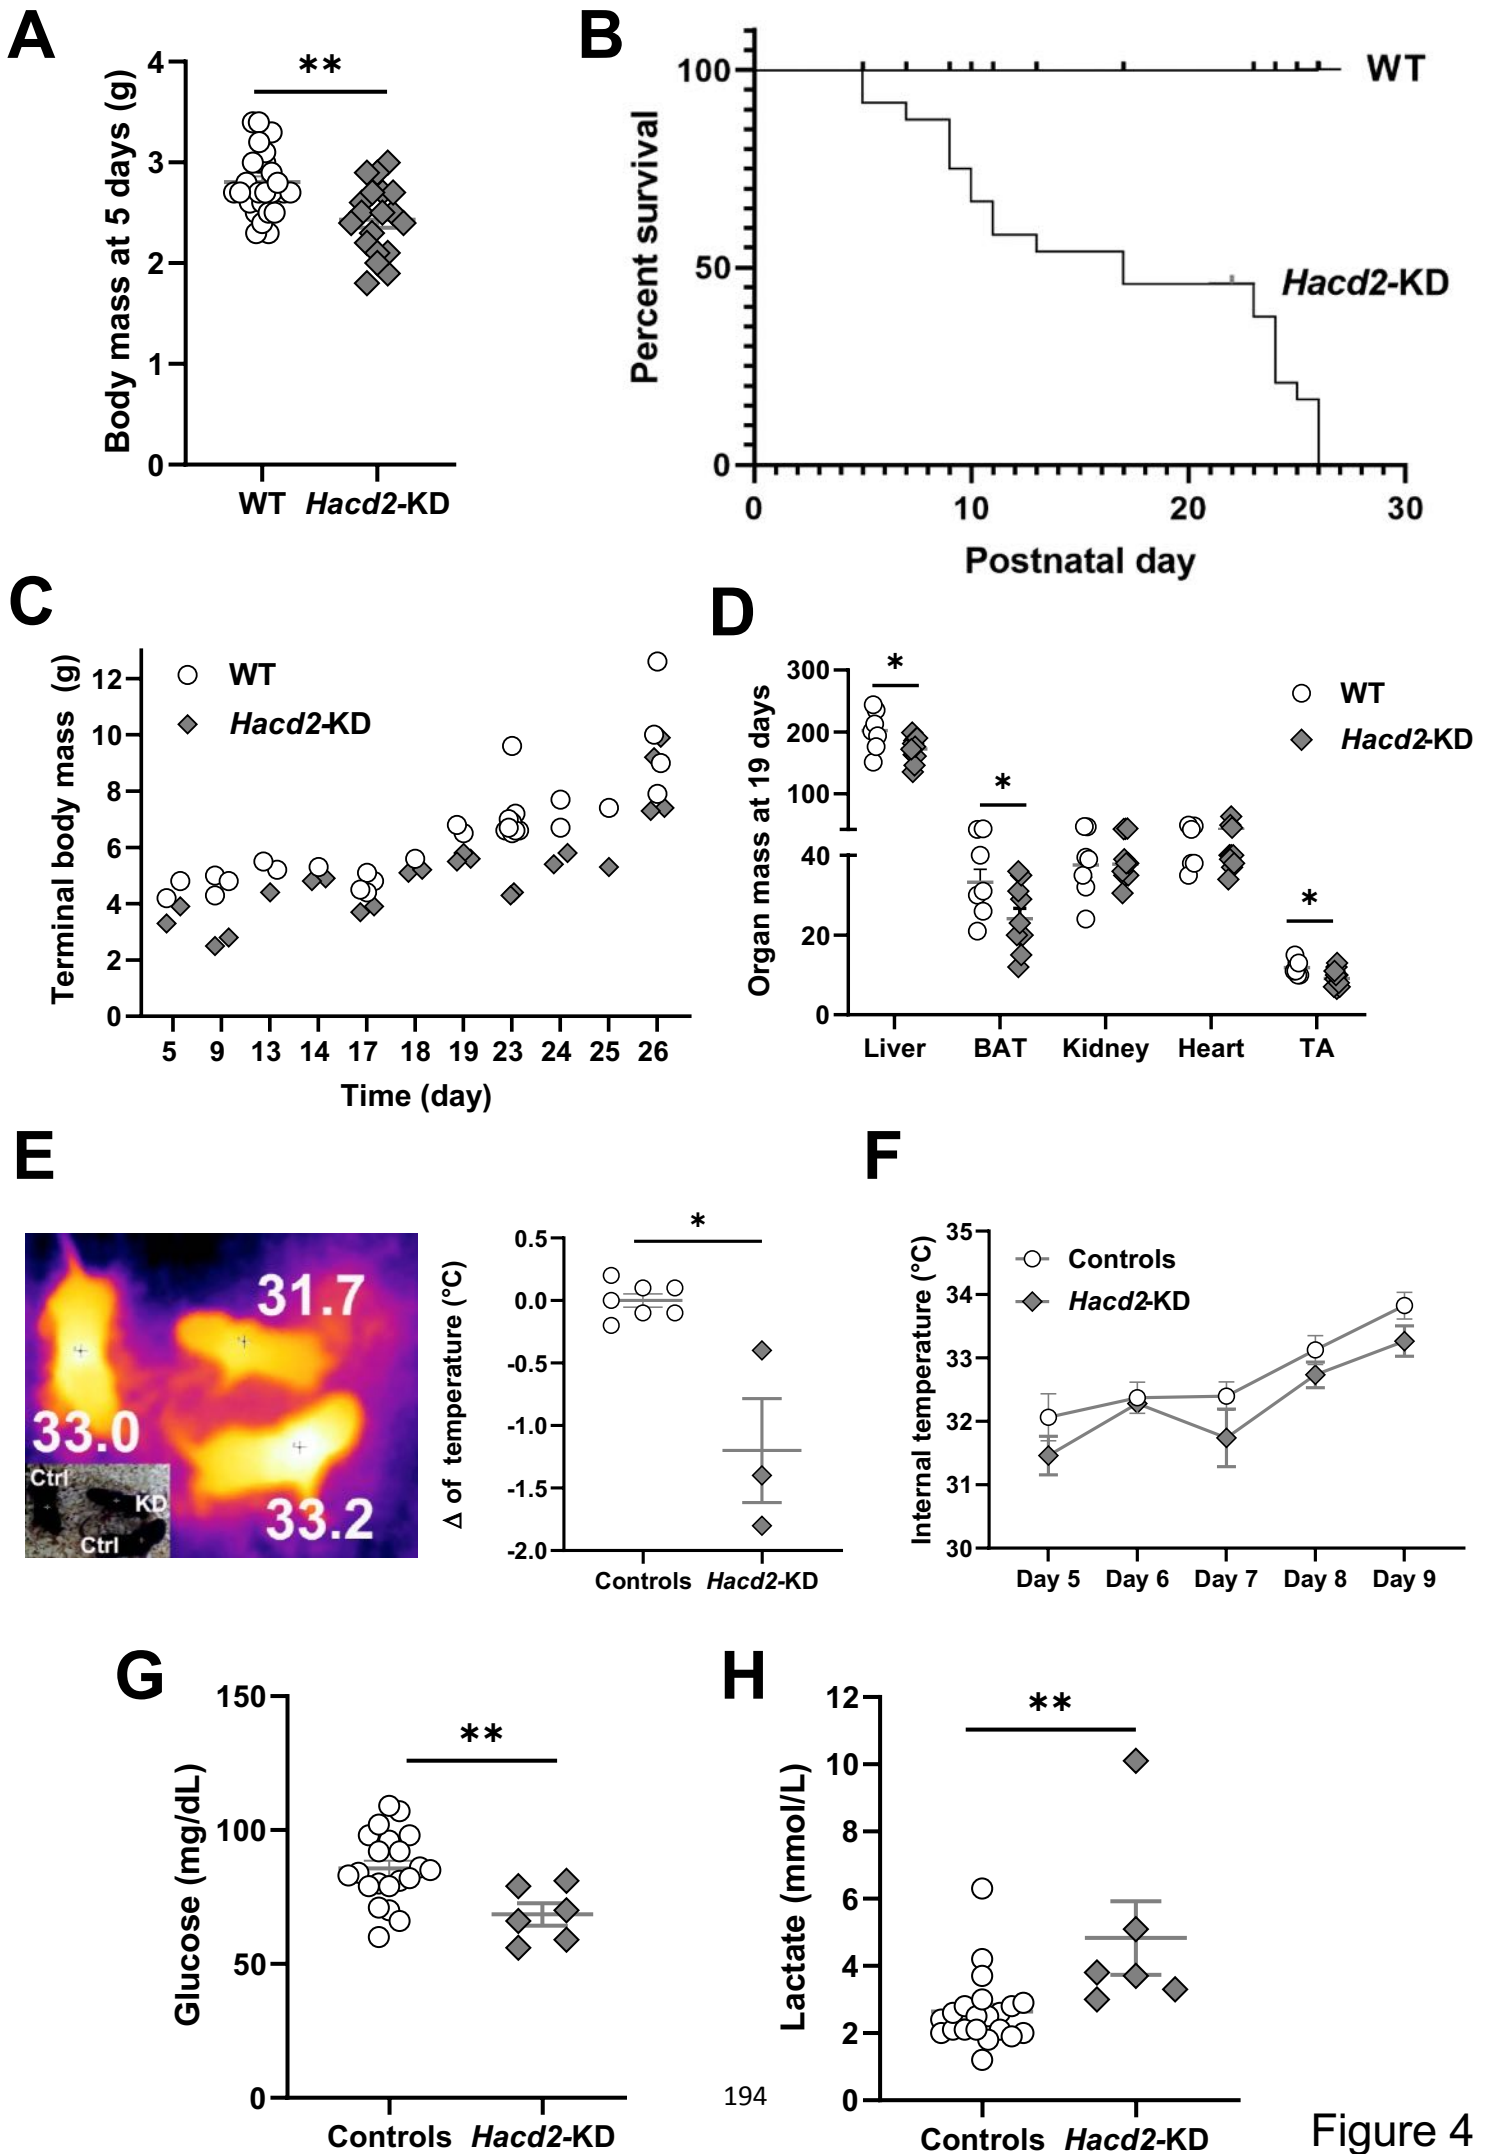 A
Body mass at 5 days (g)
4
3
2
1
0
**
WT Hacd2-KD
B
Percent survival
100
50
0
WT
Hacd2-KD
0 10 20 30
Postnatal day
C
Terminal body mass (g)
12
10
8
6
4
2
0
WT
Hacd2-KD
5 9 13 14 17 18 19 23 24 25 26
Time (day)
D
Organ mass at 19 days
300
200
100
40
20
0
*
*
*
WT
Hacd2-KD
Liver BAT Kidney Heart TA
E
31.7
33.0
33.2
Ctrl
KD
Ctrl
Δ of temperature (°C)
0.5
0.0
-0.5
-1.0
-1.5
-2.0
*
Controls Hacd2-KD
F
Internal temperature (°C)
35
34
33
32
31
30
Controls
Hacd2-KD
Day 5 Day 6 Day 7 Day 8 Day 9
G
Glucose (mg/dL)
150
100
50
0
**
Controls Hacd2-KD
H
Lactate (mmol/L)
12
10
8
6
4
2
0
**
Controls Hacd2-KD
194
Figure 4